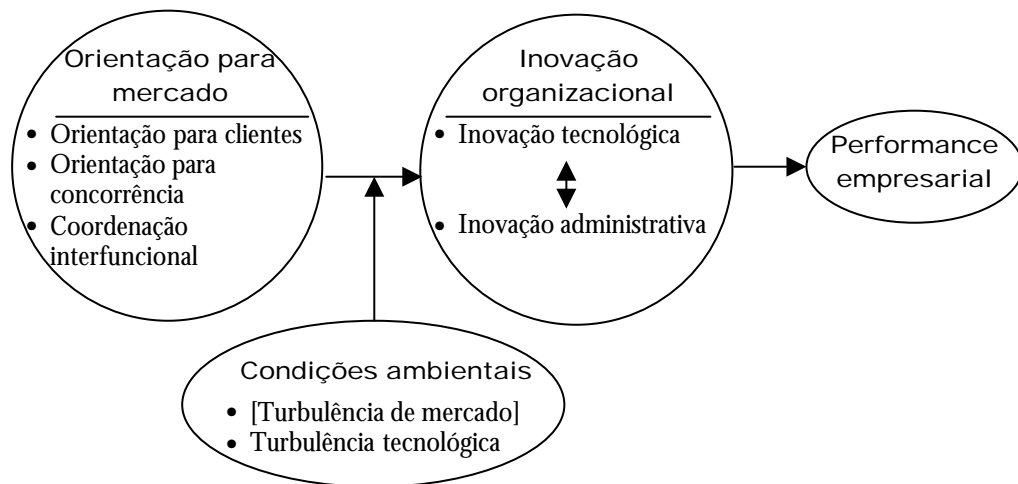 Orientação para
mercado
• Orientação para clientes
• Orientação para
concorrência
• Coordenação
interfuncional
Inovação
organizacional
• Inovação tecnológica
• Inovação administrativa
Performance
empresarial
Condições ambientais
• [Turbulência de mercado]
• Turbulência tecnológica